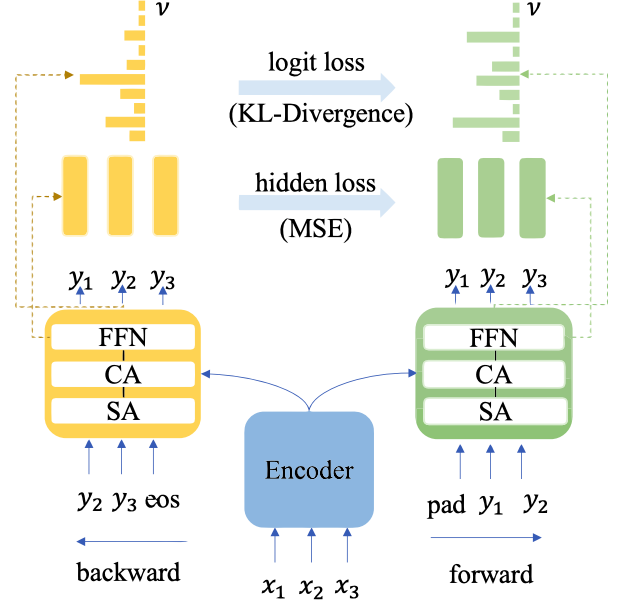 𝑣 𝑣
logit loss
(KL-Divergence)
hidden loss
(MSE)
y₁ y₂ y₃ y₁ y₂ y₃
FFN FFN
CA CA
SA SA
Encoder
y₂ y₃ eos pad y₁ y₂
backward forward
x₁ x₂ x₃